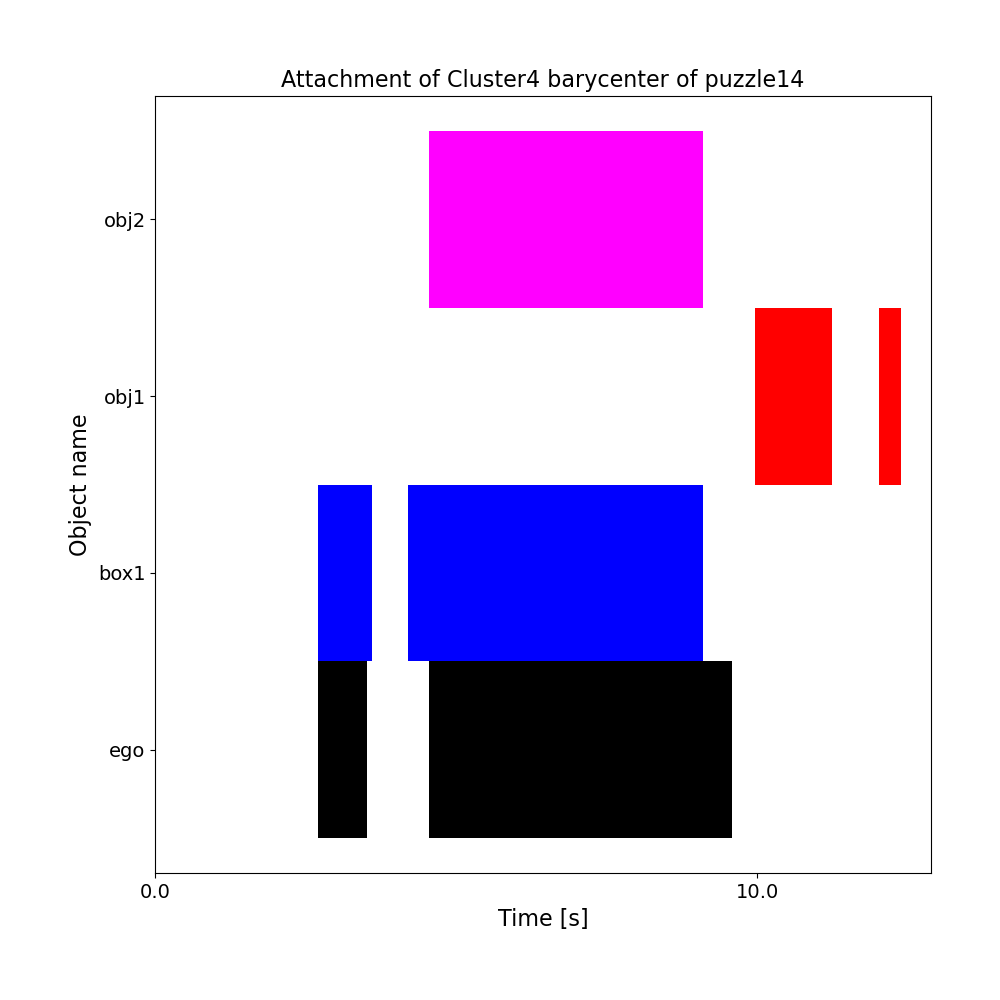 Attachment of Cluster4 barycenter of puzzle14
obj2
obj1
box1
ego
Object name
0.0
10.0
Time [s]